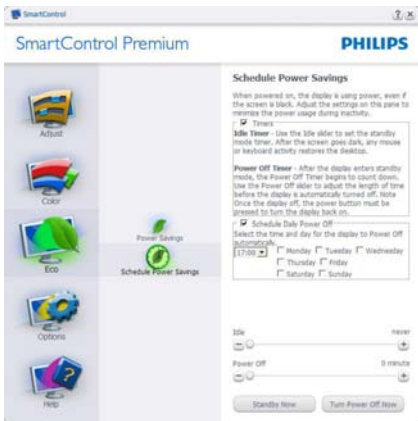 SmartControl
SmartControl Premium
PHILIPS
Adjust
Color
Eco
Options
Help
Power Savings
Schedule Power Savings
Schedule Power Savings
When powered on, the display is using power, even if
the screen is black. Adjust the settings on this pane to
minimize the power usage during inactivity.
Timers
Idle Timer - Use the Idle slider to set the standby
mode timer. After the screen goes dark, any mouse
or keyboard activity restores the desktop.
Power Off Timer - After the display enters standby
mode, the Power Off Timer begins to count down.
Use the Power Off slider to adjust the length of time
before the display is automatically turned off. Note
Once the display off, the power button must be
pressed to turn the display back on.
Schedule Daily Power Off
Select the time and day for the display to Power Off
automatically.
17:00 Monday Tuesday Wednesday
Thursday Friday
Saturday Sunday
Idle never
Power Off 0 minute
Standby Now Turn Power Off Now